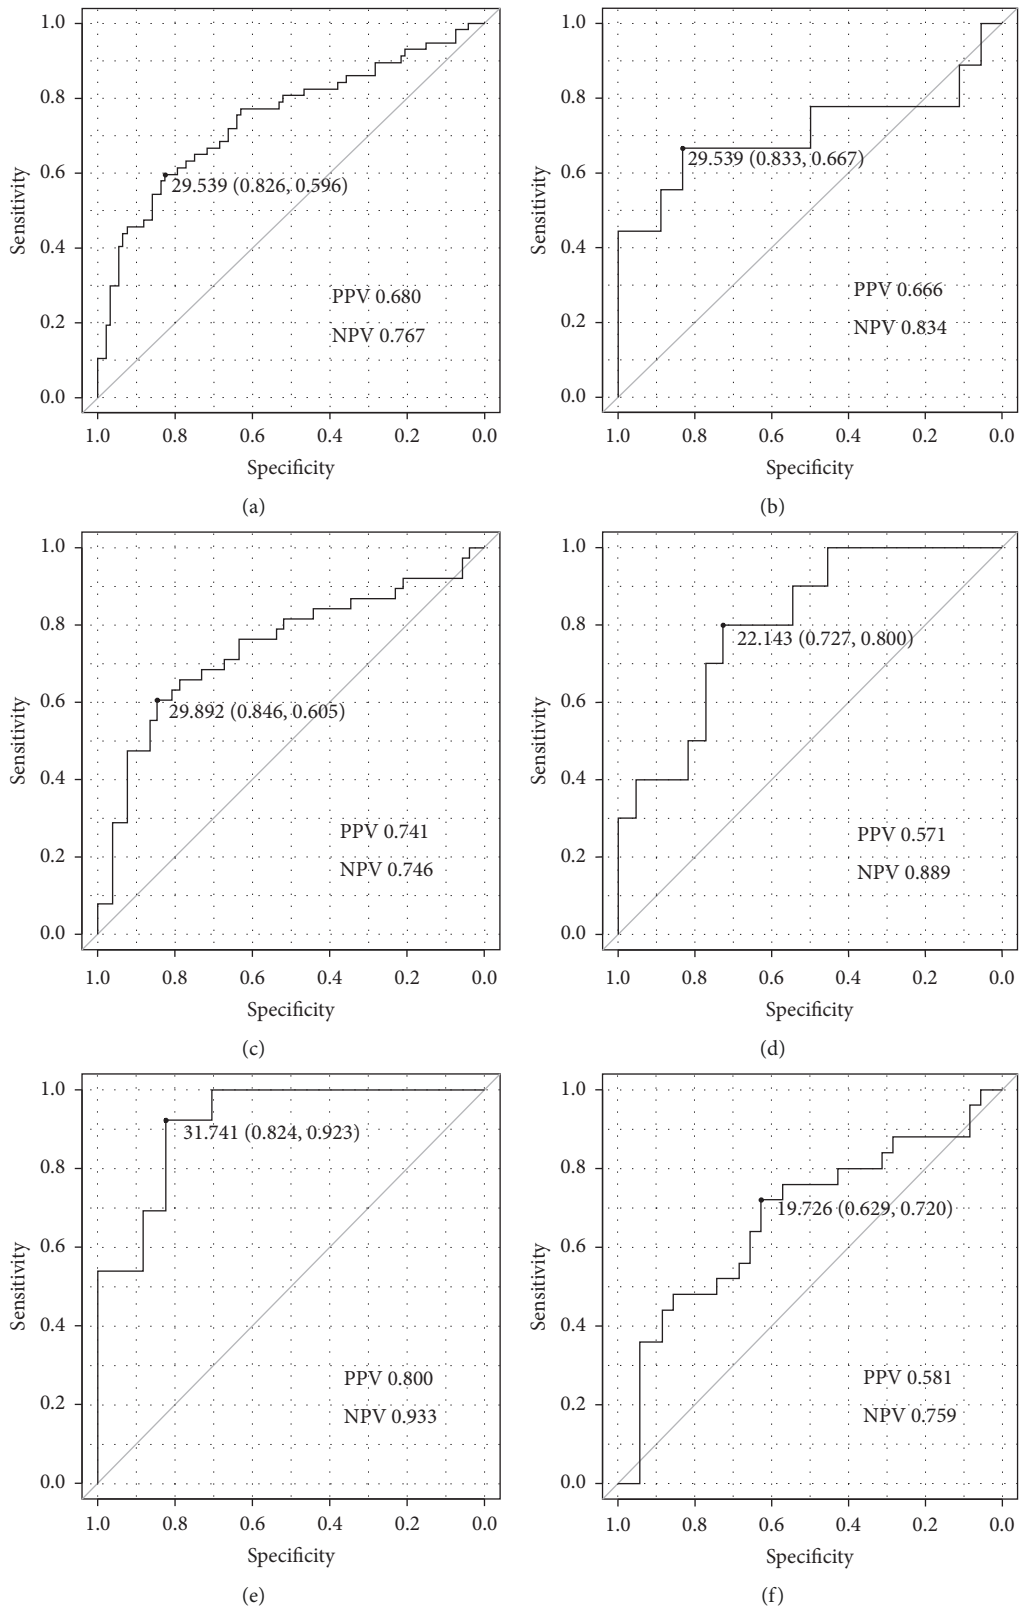 1.0
0.8
0.6
0.4
0.2
0.0
Sensitivity
29.539 (0.826, 0.596)
PPV 0.680
NPV 0.767
1.0 0.8 0.6 0.4 0.2 0.0
Specificity
(a)
1.0
0.8
0.6
0.4
0.2
0.0
Sensitivity
29.539 (0.833, 0.667)
PPV 0.666
NPV 0.834
1.0 0.8 0.6 0.4 0.2 0.0
Specificity
(b)
1.0
0.8
0.6
0.4
0.2
0.0
Sensitivity
29.892 (0.846, 0.605)
PPV 0.741
NPV 0.746
1.0 0.8 0.6 0.4 0.2 0.0
Specificity
(c)
1.0
0.8
0.6
0.4
0.2
0.0
Sensitivity
22.143 (0.727, 0.800)
PPV 0.571
NPV 0.889
1.0 0.8 0.6 0.4 0.2 0.0
Specificity
(d)
1.0
0.8
0.6
0.4
0.2
0.0
Sensitivity
31.741 (0.824, 0.923)
PPV 0.800
NPV 0.933
1.0 0.8 0.6 0.4 0.2 0.0
Specificity
(e)
1.0
0.8
0.6
0.4
0.2
0.0
Sensitivity
19.726 (0.629, 0.720)
PPV 0.581
NPV 0.759
1.0 0.8 0.6 0.4 0.2 0.0
Specificity
(f)